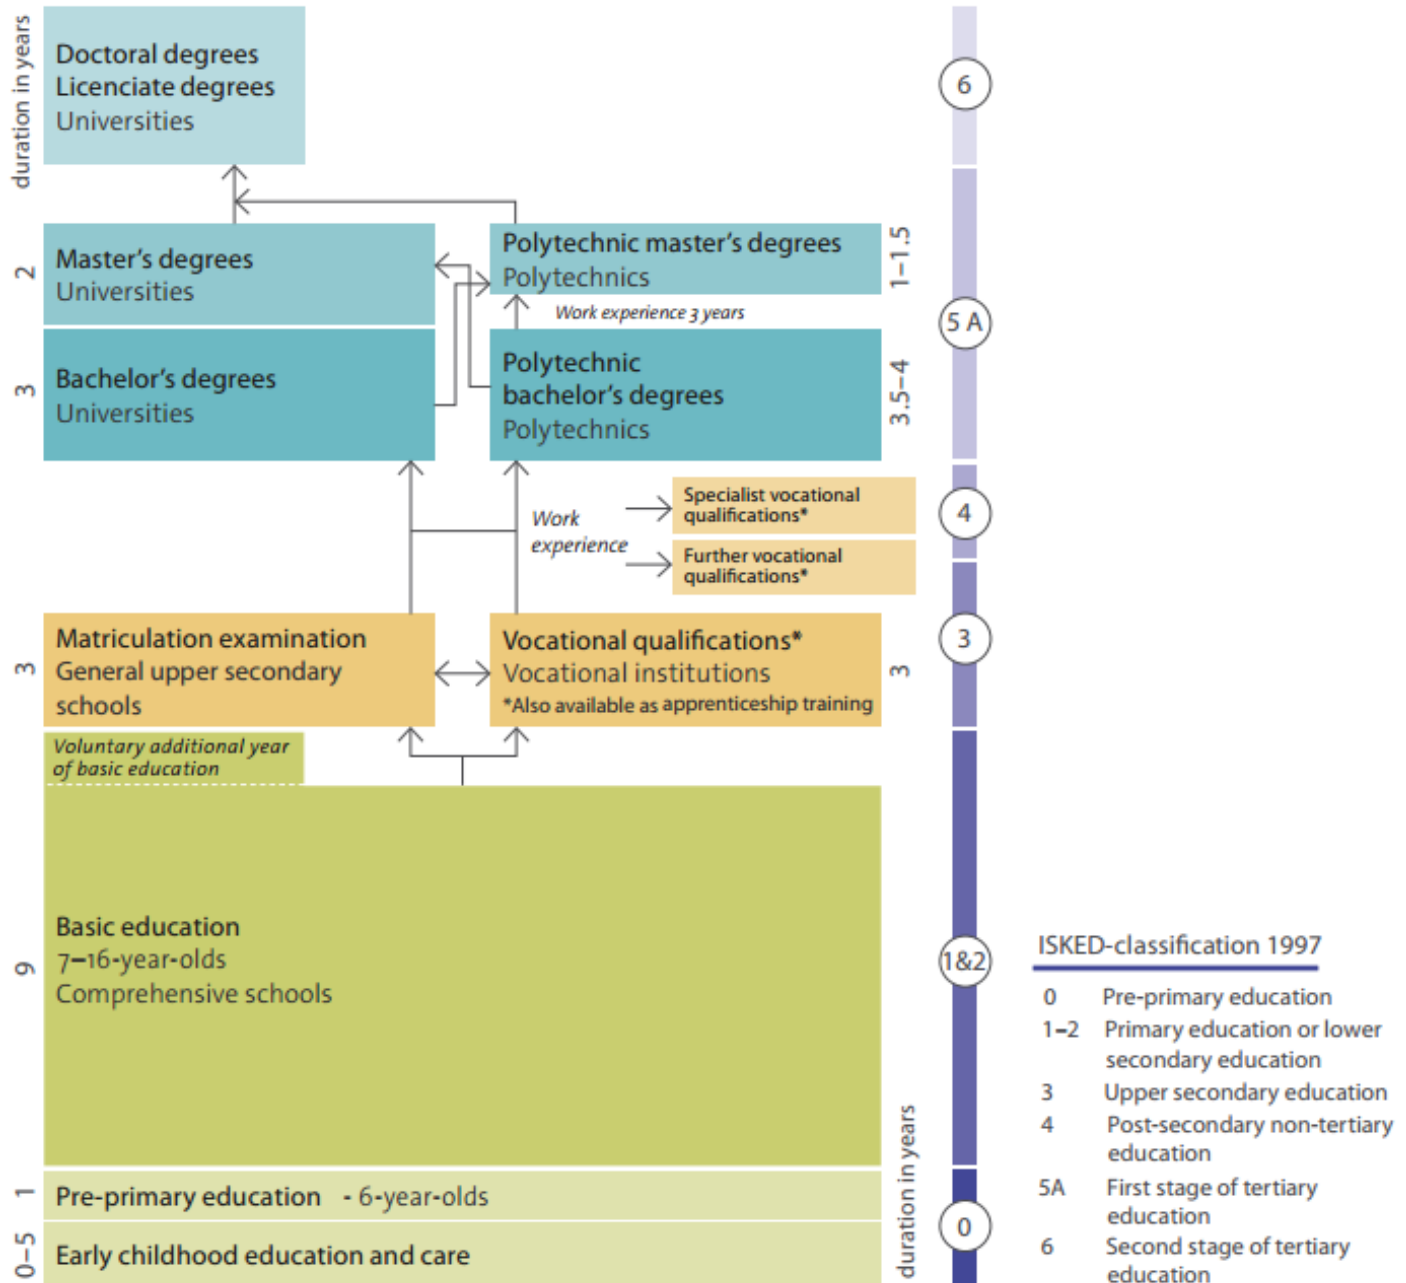 duration in years
Doctoral degrees
Licenciate degrees
Universities
6
2
Master's degrees
Universities
Polytechnic master's degrees
Polytechnics
1–1.5
Work experience 3 years
5 A
3
Bachelor's degrees
Universities
Polytechnic
bachelor's degrees
Polytechnics
3.5–4
Work
experience
Specialist vocational
qualifications*
Further vocational
qualifications*
4
3
Matriculation examination
General upper secondary
schools
Vocational qualifications*
Vocational institutions
*Also available as apprenticeship training
3
3
Voluntary additional year
of basic education
9
Basic education
7–16-year-olds
Comprehensive schools
1&2
1
Pre-primary education - 6-year-olds
0–5
Early childhood education and care
duration in years
0
ISKED-classification 1997
0 Pre-primary education
1–2 Primary education or lower
secondary education
3 Upper secondary education
4 Post-secondary non-tertiary
education
5A First stage of tertiary
education
6 Second stage of tertiary
education